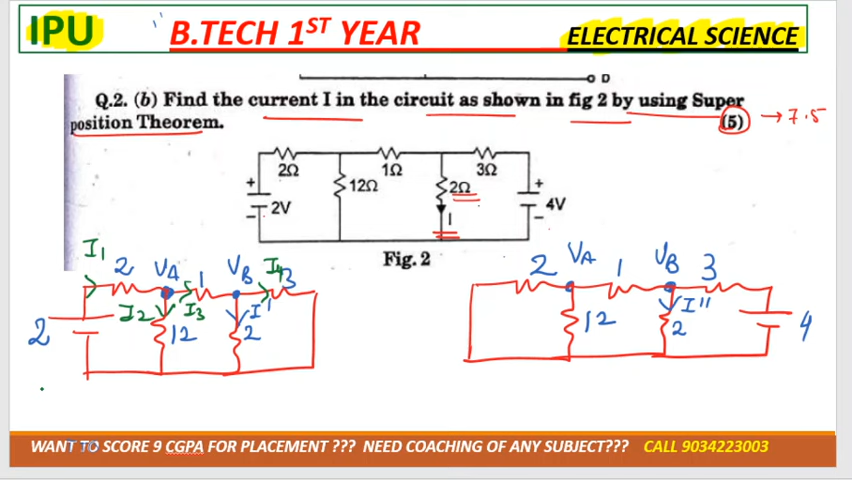 IPU B.TECH 1ST YEAR ELECTRICAL SCIENCE
D
Q.2. (b) Find the current I in the circuit as shown in fig 2 by using Super
position Theorem. (5) → 7.5
2Ω 1Ω 3Ω
+ 12Ω 2Ω +
2V I 4V
- -
Fig. 2
I1 2 VA 1 VB I4 3
I2 I3 I'
2 12 2
2 VA 1 VB 3
12 I'' 2 4
WANT TO SCORE 9 CGPA FOR PLACEMENT ??? NEED COACHING OF ANY SUBJECT??? CALL 9034223003